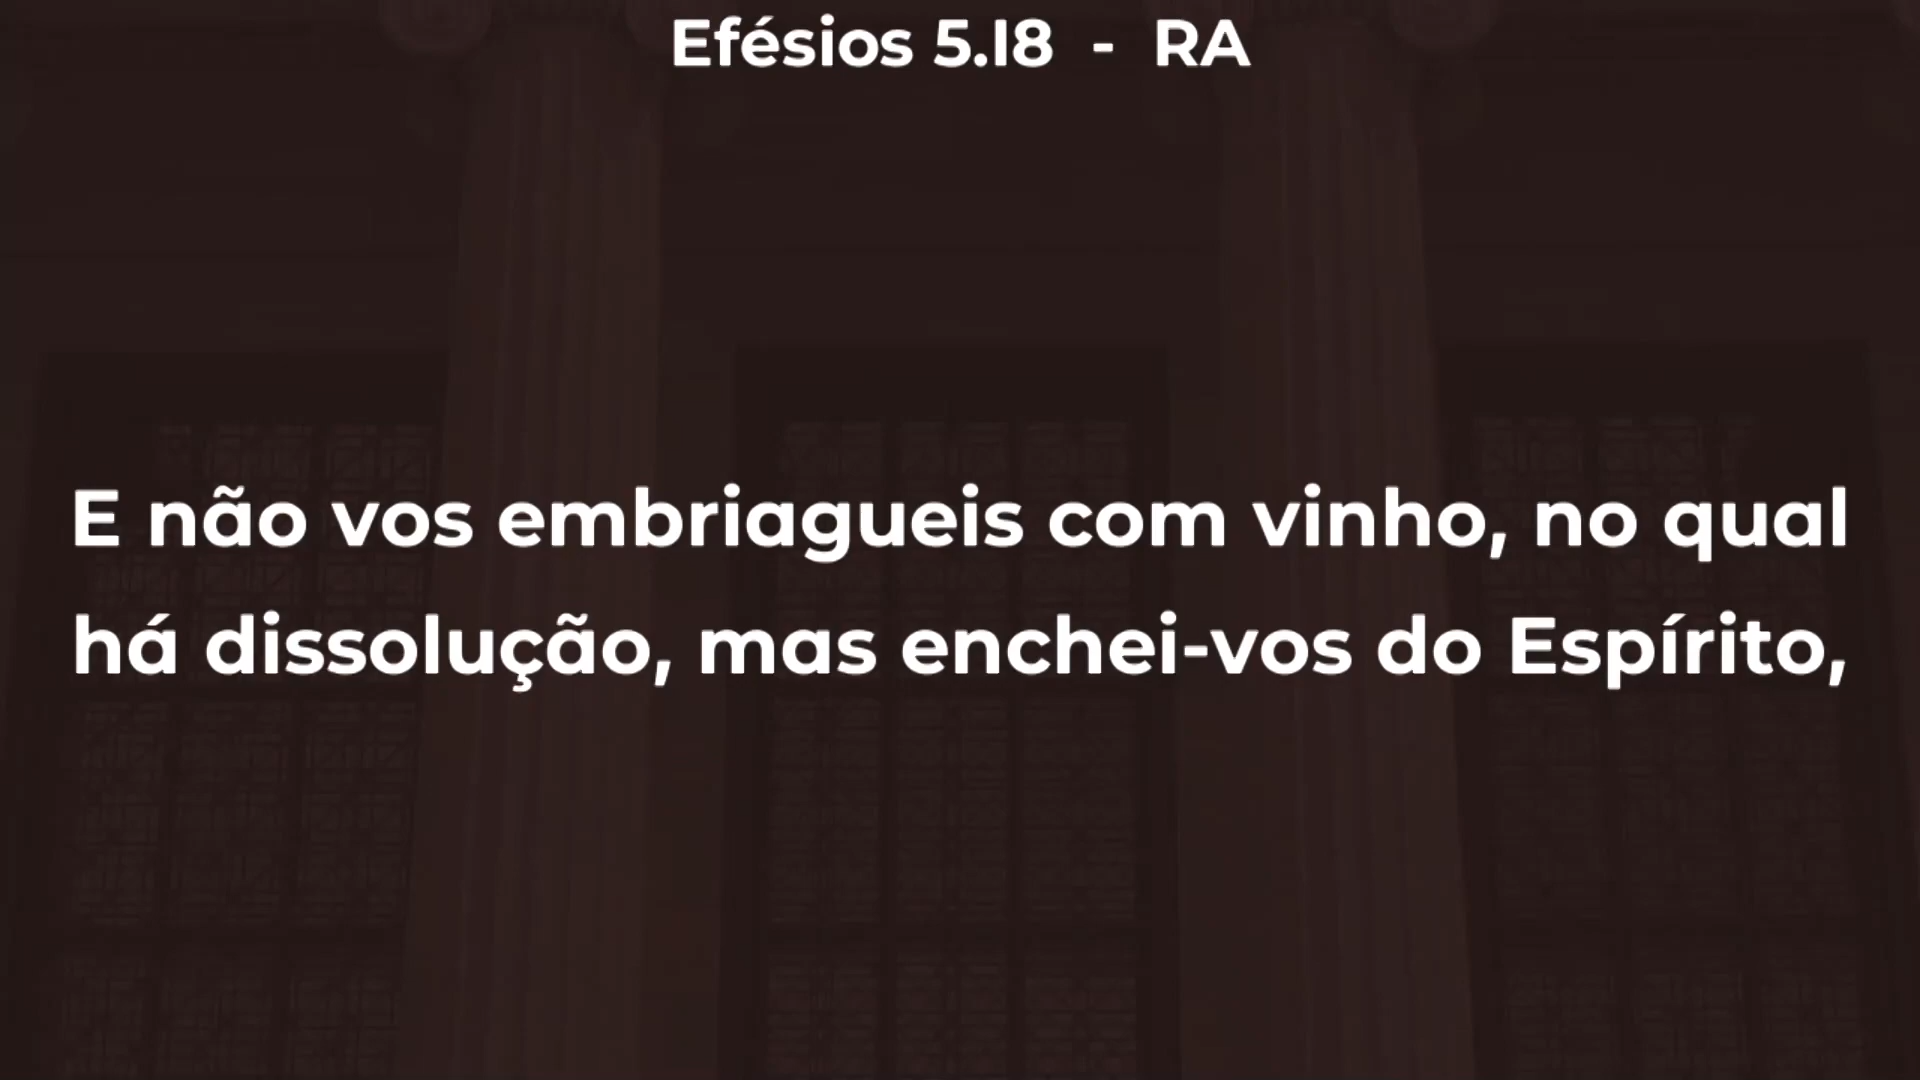 Efésios 5.18 - RA
E não vos embriagueis com vinho, no qual
há dissolução, mas enchei-vos do Espírito,